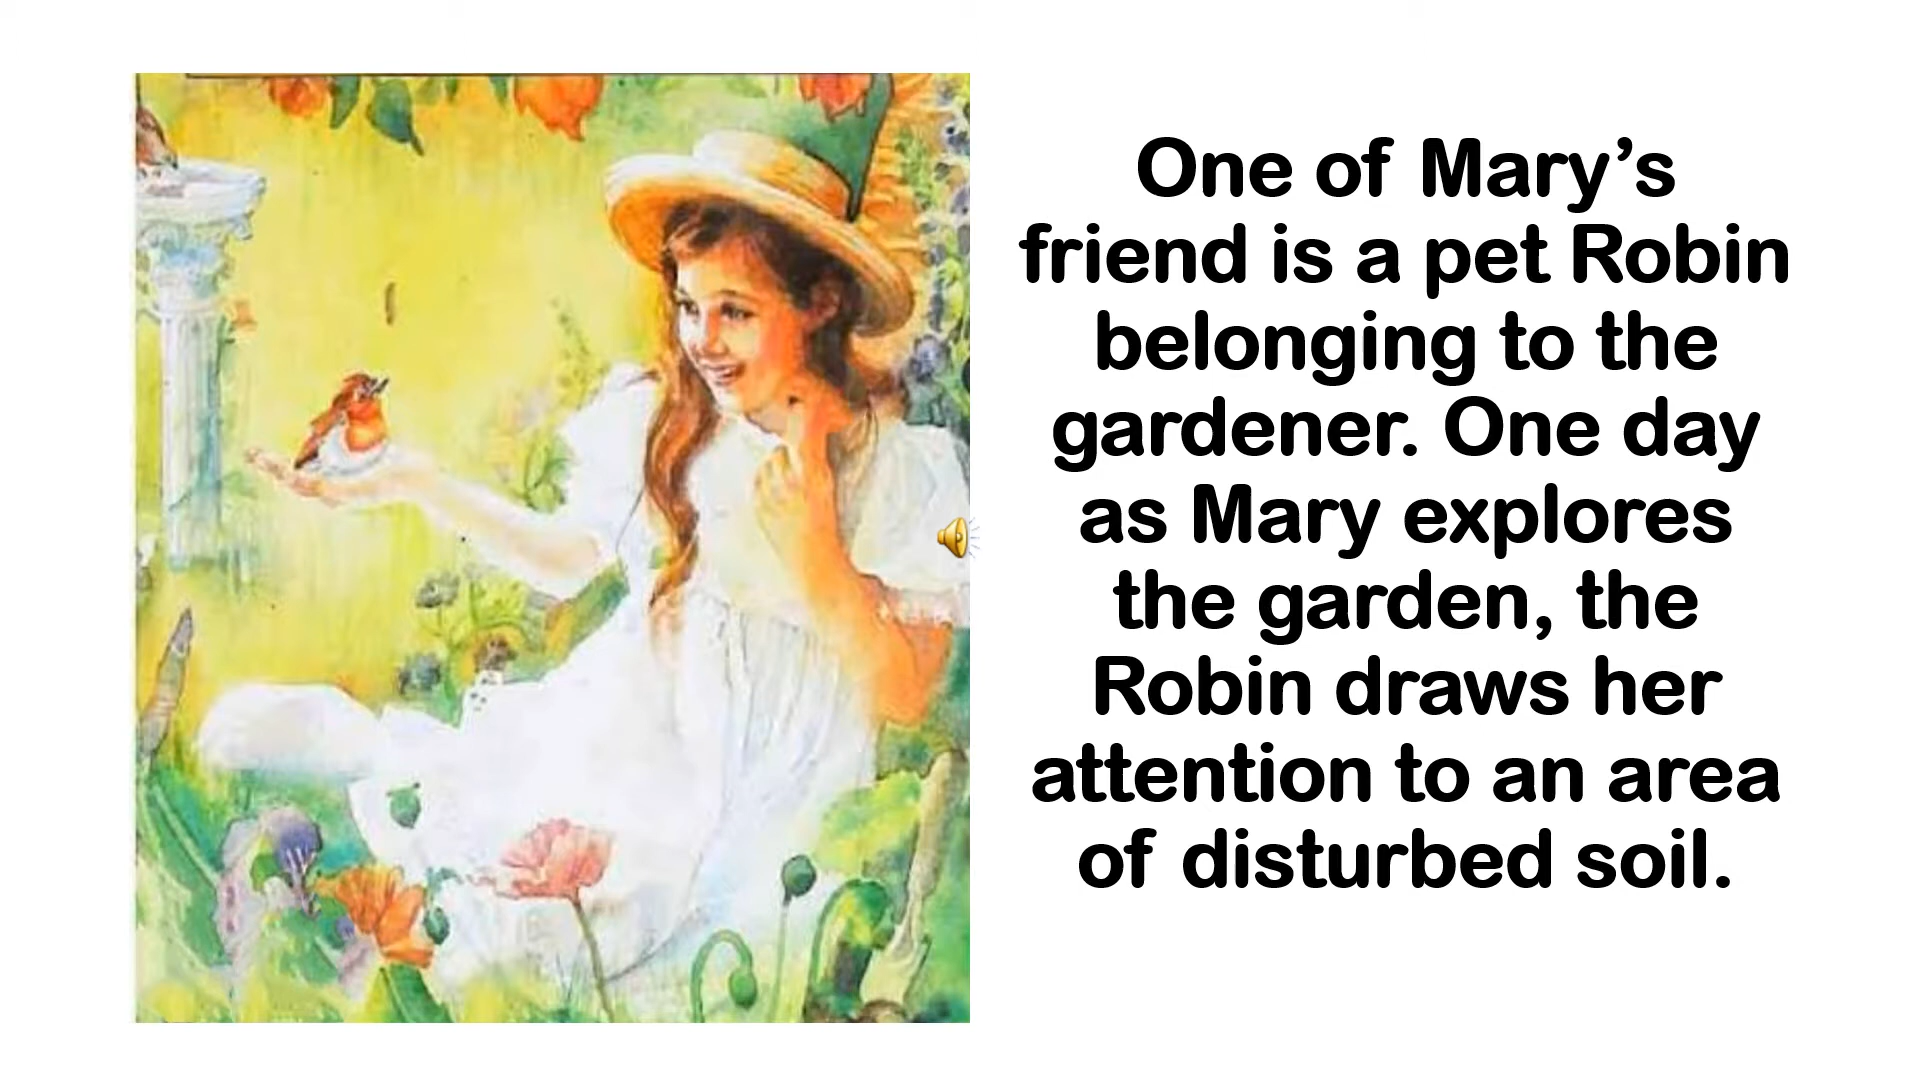 One of Mary’s
friend is a pet Robin
belonging to the
gardener. One day
as Mary explores
the garden, the
Robin draws her
attention to an area
of disturbed soil.